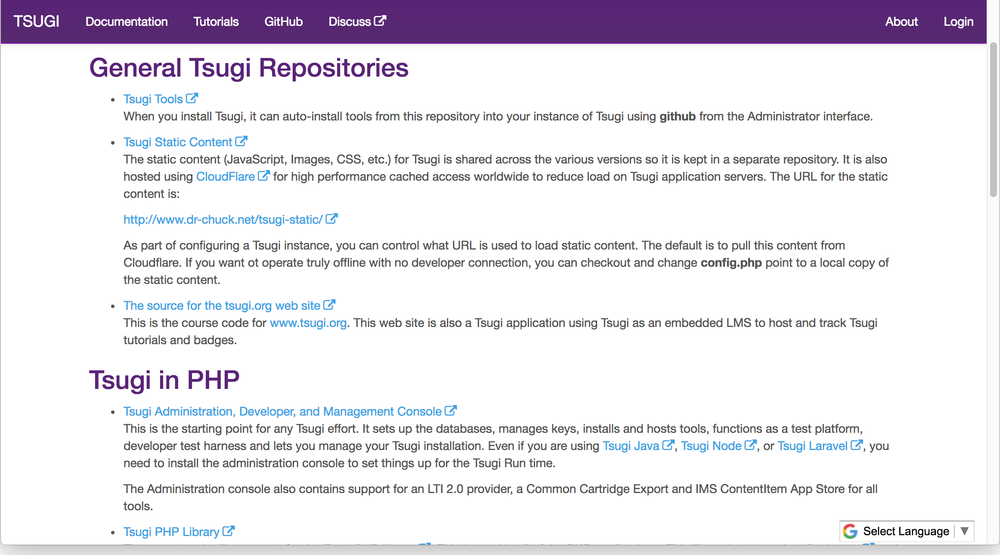 TSUGI Documentation Tutorials GitHub Discuss About Login
General Tsugi Repositories
Tsugi Tools
When you install Tsugi, it can auto-install tools from this repository into your instance of Tsugi using github from the Administrator interface.
Tsugi Static Content
The static content (JavaScript, Images, CSS, etc.) for Tsugi is shared across the various versions so it is kept in a separate repository. It is also
hosted using CloudFlare for high performance cached access worldwide to reduce load on Tsugi application servers. The URL for the static
content is:
http://www.dr-chuck.net/tsugi-static/
As part of configuring a Tsugi instance, you can control what URL is used to load static content. The default is to pull this content from
Cloudflare. If you want ot operate truly offline with no developer connection, you can checkout and change config.php point to a local copy of
the static content.
The source for the tsugi.org web site
This is the course code for www.tsugi.org. This web site is also a Tsugi application using Tsugi as an embedded LMS to host and track Tsugi
tutorials and badges.
Tsugi in PHP
Tsugi Administration, Developer, and Management Console
This is the starting point for any Tsugi effort. It sets up the databases, manages keys, installs and hosts tools, functions as a test platform,
developer test harness and lets you manage your Tsugi installation. Even if you are using Tsugi Java, Tsugi Node, or Tsugi Laravel, you
need to install the administration console to set things up for the Tsugi Run time.
The Administration console also contains support for an LTI 2.0 provider, a Common Cartridge Export and IMS ContentItem App Store for all
tools.
Tsugi PHP Library
Select Language ▼